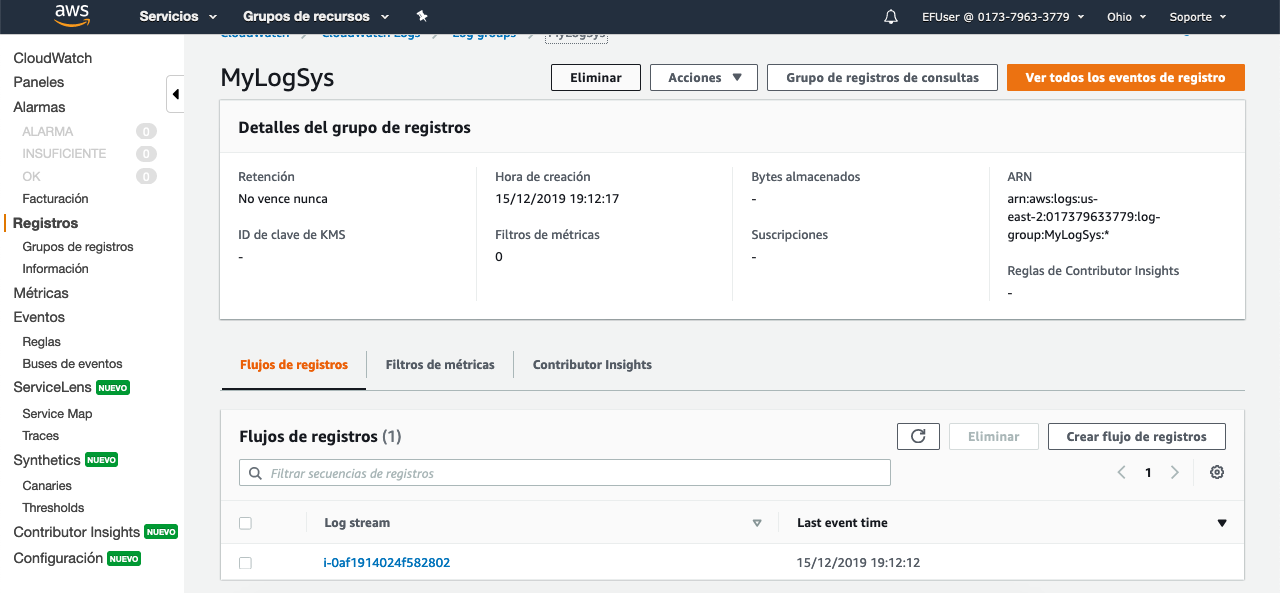 aws
Servicios
Grupos de recursos
EFUser @ 0173-7963-3779
Ohio
Soporte
CloudWatch
Paneles
Alarmas
ALARMA 0
INSUFICIENTE 0
OK 0
Facturación
Registros
Grupos de registros
Información
Métricas
Eventos
Reglas
Buses de eventos
ServiceLens NUEVO
Service Map
Traces
Synthetics NUEVO
Canaries
Thresholds
Contributor Insights NUEVO
Configuración NUEVO
CloudWatch
CloudWatch Logs
Log groups
MyLogSys
MyLogSys
Eliminar
Acciones
Grupo de registros de consultas
Ver todos los eventos de registro
Detalles del grupo de registros
Retención
No vence nunca
ID de clave de KMS
-
Hora de creación
15/12/2019 19:12:17
Filtros de métricas
0
Bytes almacenados
-
Suscripciones
-
ARN
arn:aws:logs:us-
east-2:017379633779:log-
group:MyLogSys:*
Reglas de Contributor Insights
-
Flujos de registros
Filtros de métricas
Contributor Insights
Flujos de registros (1)
Eliminar
Crear flujo de registros
Filtrar secuencias de registros
1
Log stream
Last event time
i-0af1914024f582802
15/12/2019 19:12:12